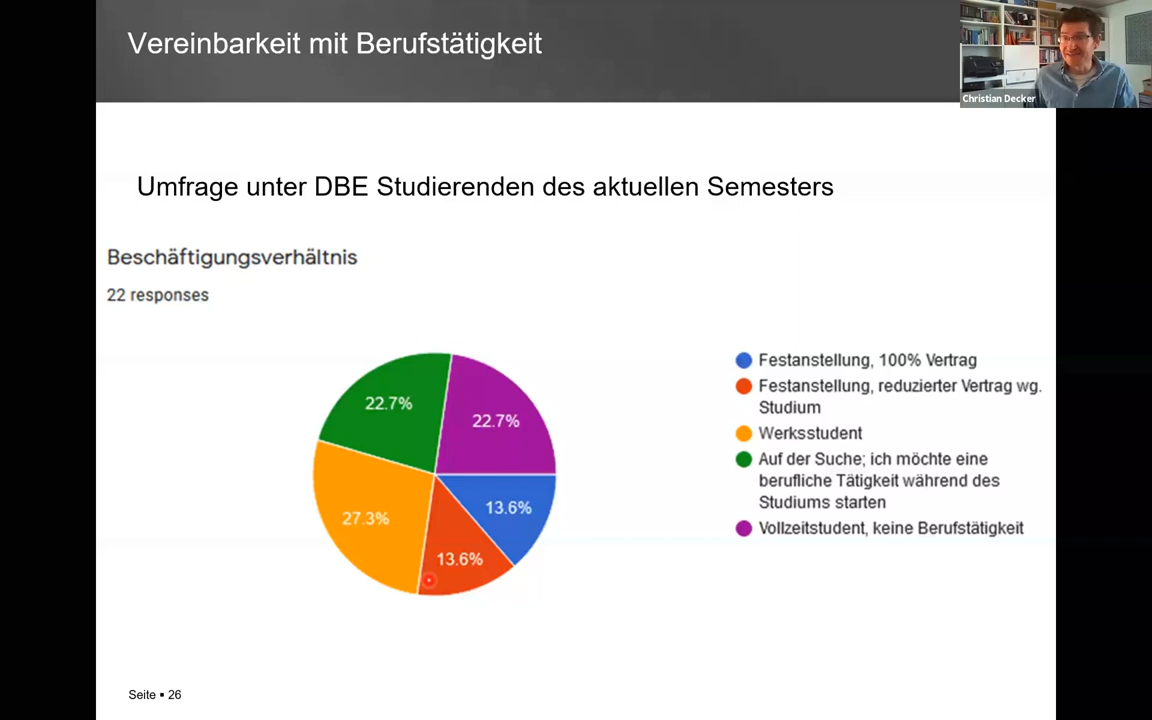 Vereinbarkeit mit Berufstätigkeit
Christian Decker
Umfrage unter DBE Studierenden des aktuellen Semesters
Beschäftigungsverhältnis
22 responses
22.7%
22.7%
27.3%
13.6%
13.6%
Festanstellung, 100% Vertrag
Festanstellung, reduzierter Vertrag wg.
Studium
Werksstudent
Auf der Suche; ich möchte eine
berufliche Tätigkeit während des
Studiums starten
Vollzeitstudent, keine Berufstätigkeit
Seite ▪ 26